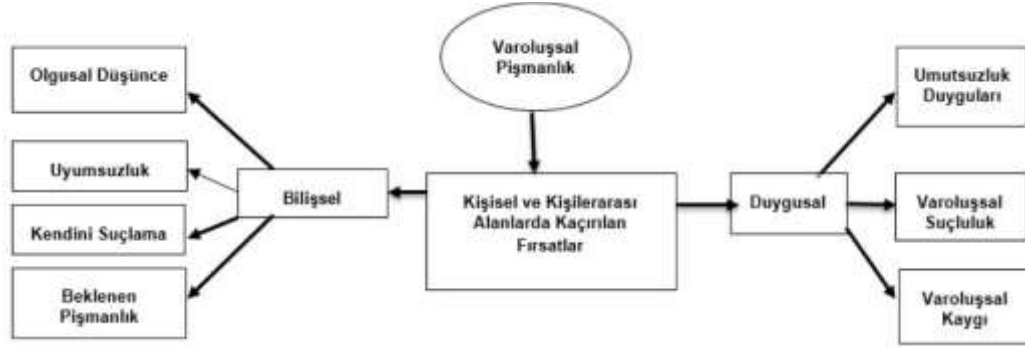 Varoluşsal
Pişmanlık
Olgusal Düşünce
Uyumsuzluk
Kendini Suçlama
Beklenen
Pişmanlık
Bilişsel
Kişisel ve Kişilerarası
Alanlarda Kaçırılan
Fırsatlar
Duygusal
Umutsuzluk
Duyguları
Varoluşsal
Suçluluk
Varoluşsal
Kaygı